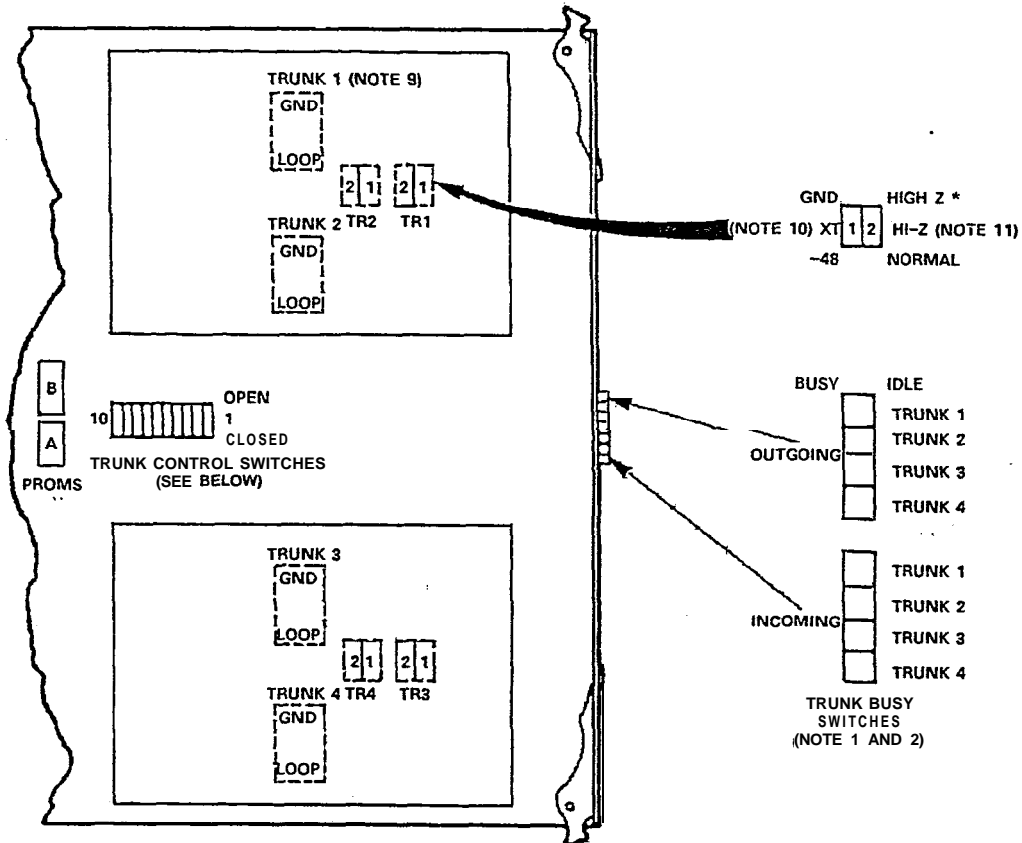 TRUNK 1 (NOTE 9)
GND
LOOP
2 1 2 1
TR2 TR1
TRUNK 2
GND
LOOP
GND HIGH Z *
(NOTE 10) XT 1 2 HI-Z (NOTE 11)
-48 NORMAL
B
A
PROMS
OPEN
10 1
CLOSED
TRUNK CONTROL SWITCHES
(SEE BELOW)
BUSY IDLE
TRUNK 1
TRUNK 2
OUTGOING
TRUNK 3
TRUNK 4
TRUNK 1
TRUNK 2
INCOMING
TRUNK 3
TRUNK 4
TRUNK BUSY
SWITCHES
(NOTE 1 AND 2)
TRUNK 3
GND
LOOP
2 1 2 1
TRUNK 4 TR4 TR3
GND
LOOP